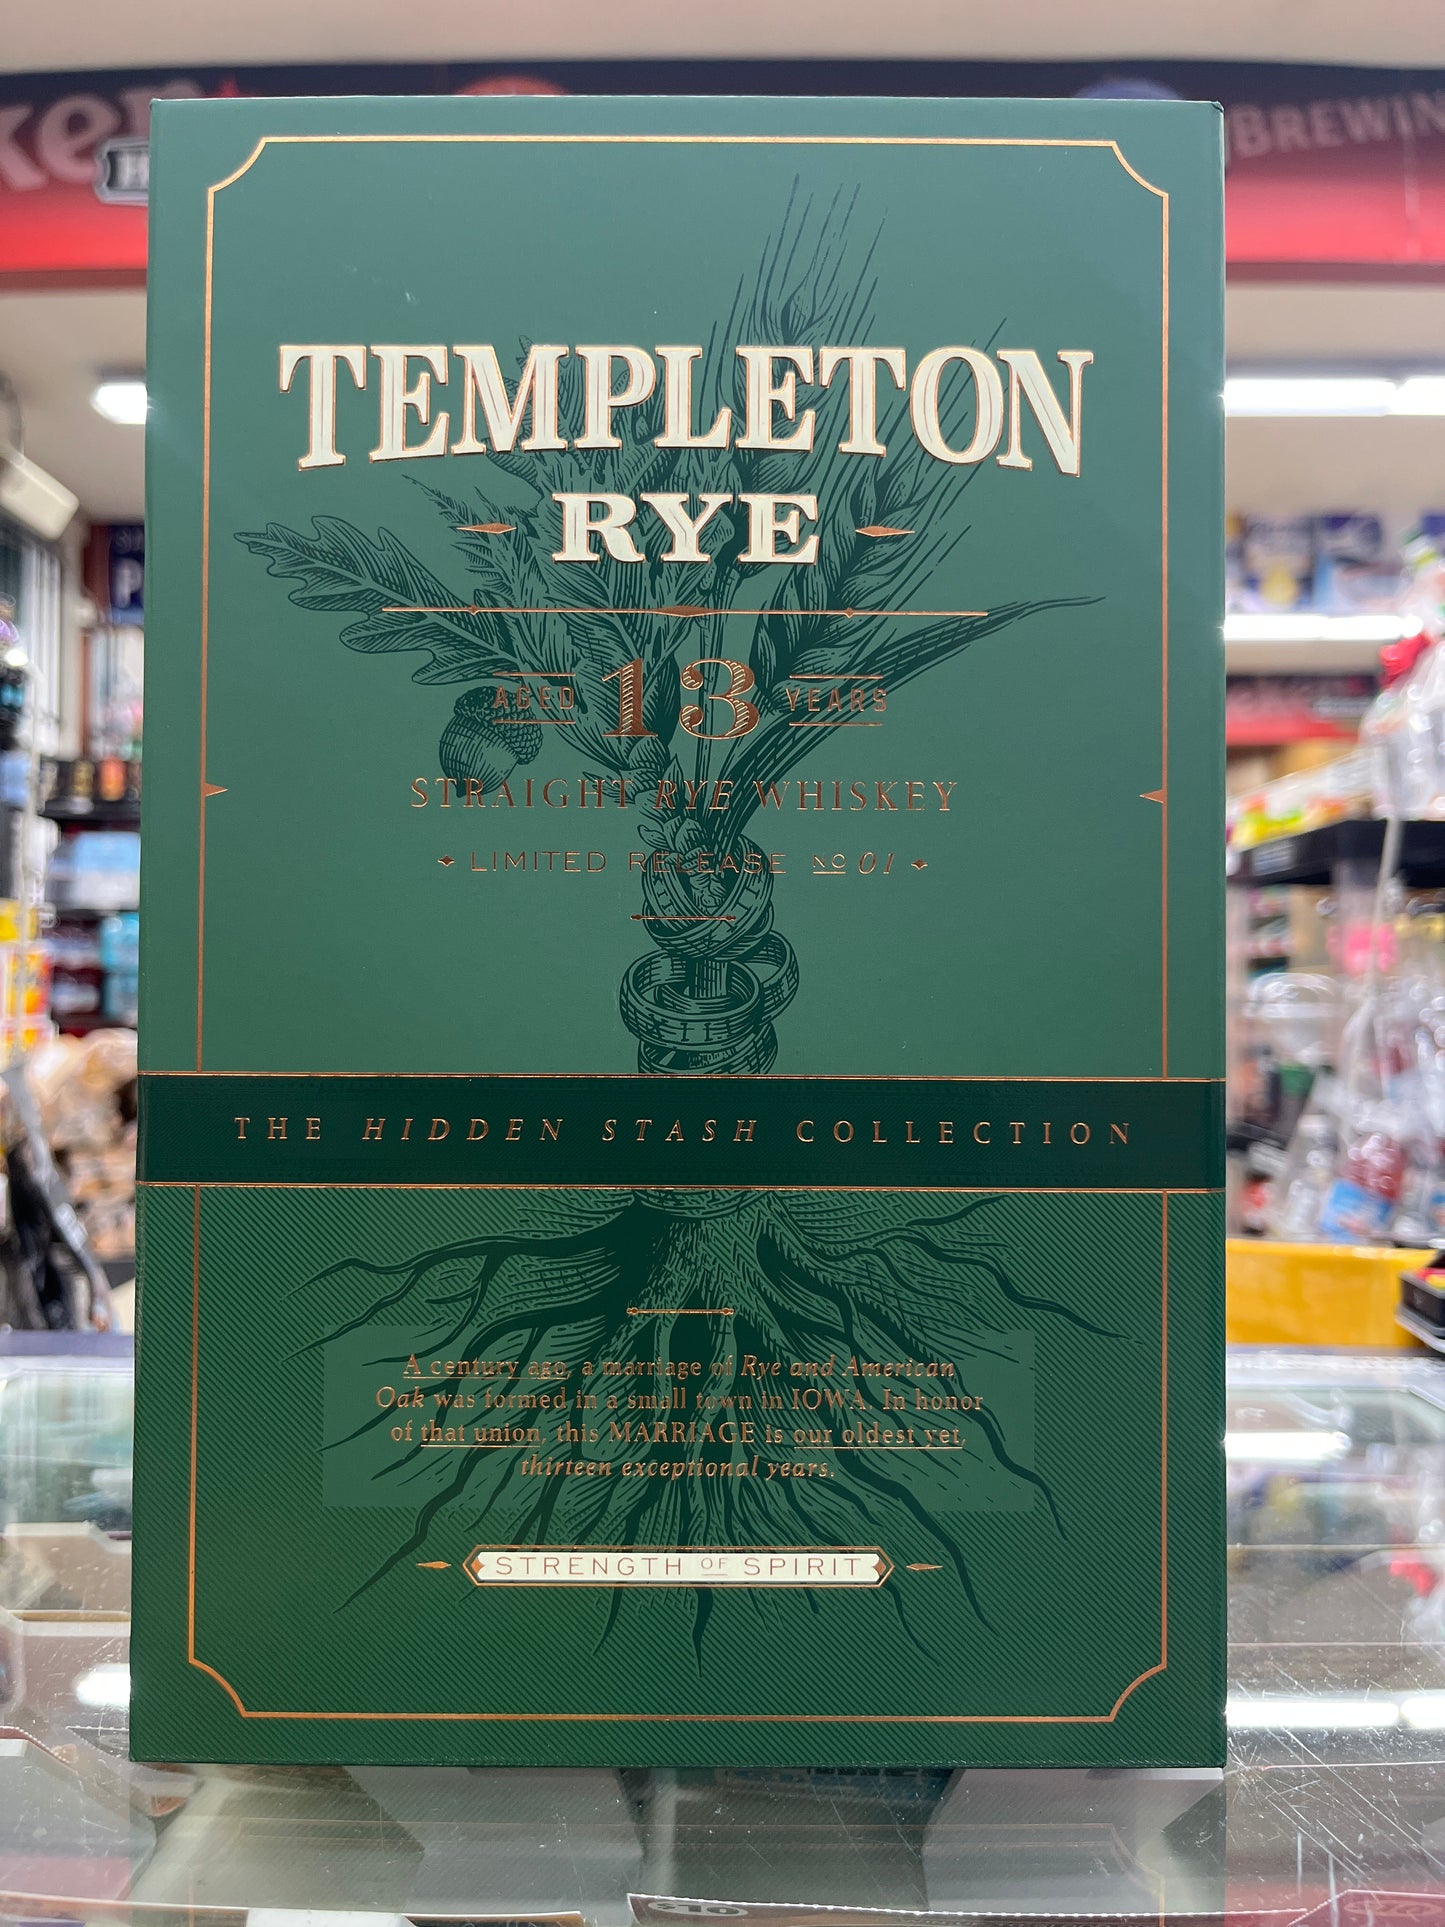 BREWIN
TEMPLETON
RYE
AGED 13 YEARS
STRAIGHT RYE WHISKEY
LIMITED RELEASE NO 01
XIII
THE HIDDEN STASH COLLECTION
A century ago, a marriage of Rye and American
Oak was formed in a small town in IOWA. In honor
of that union, this MARRIAGE is our oldest yet,
thirteen exceptional years.
STRENGTH OF SPIRIT
$10